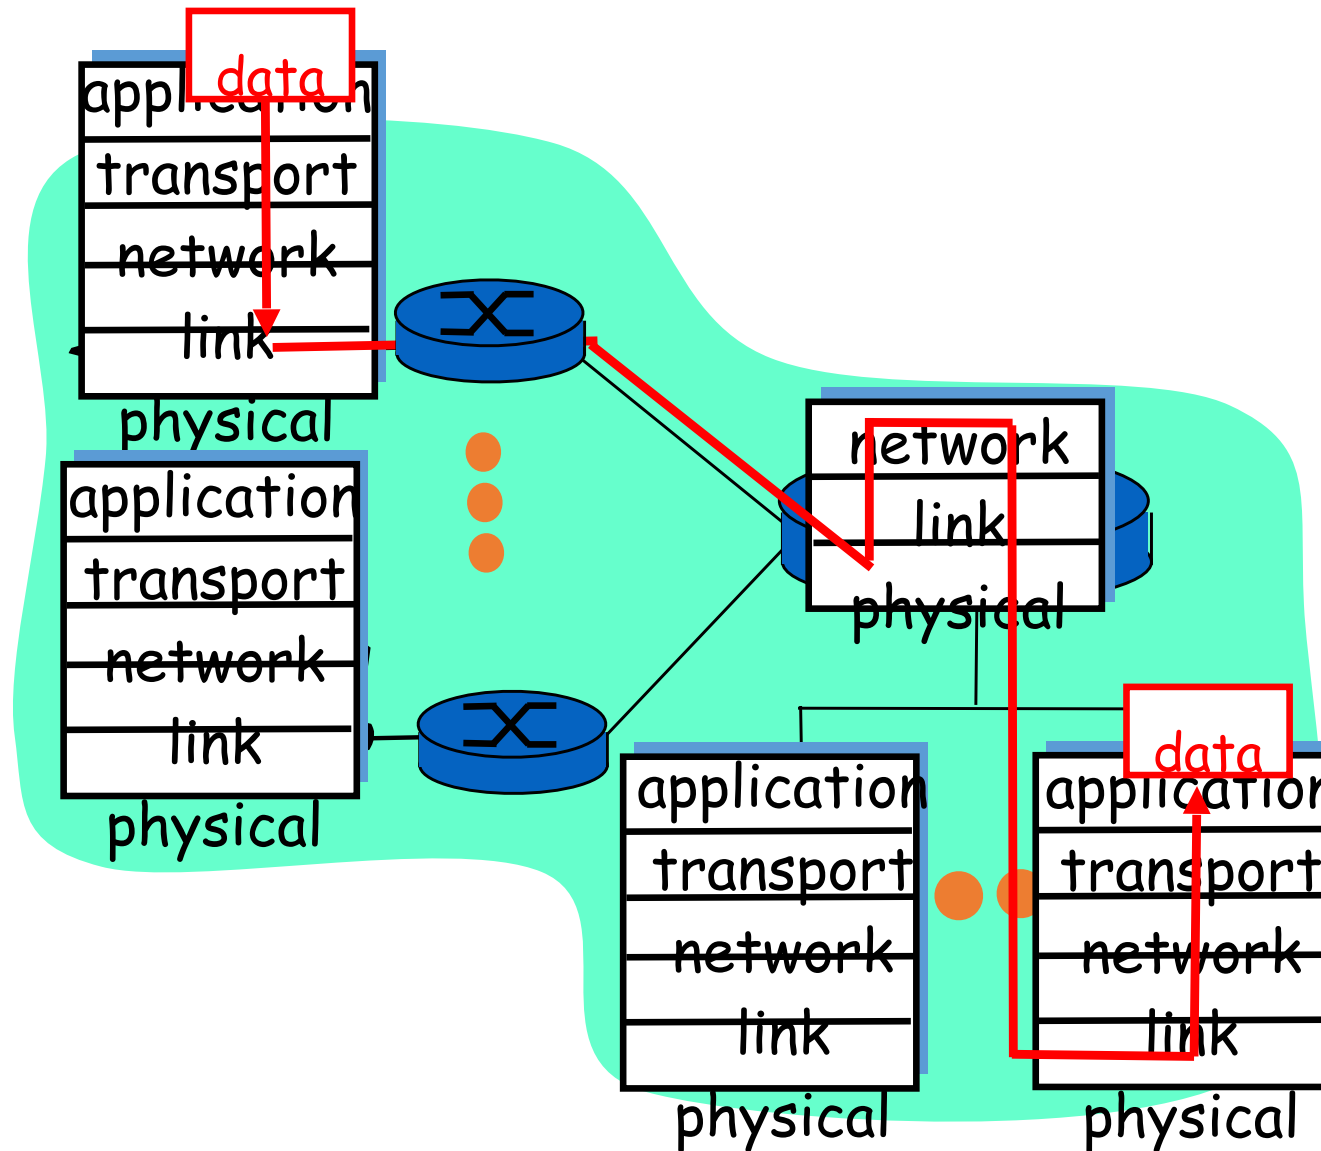 data
application
transport
network
link
physical
application
transport
network
link
physical
network
link
physical
application
transport
network
link
physical
data
application
transport
network
link
physical